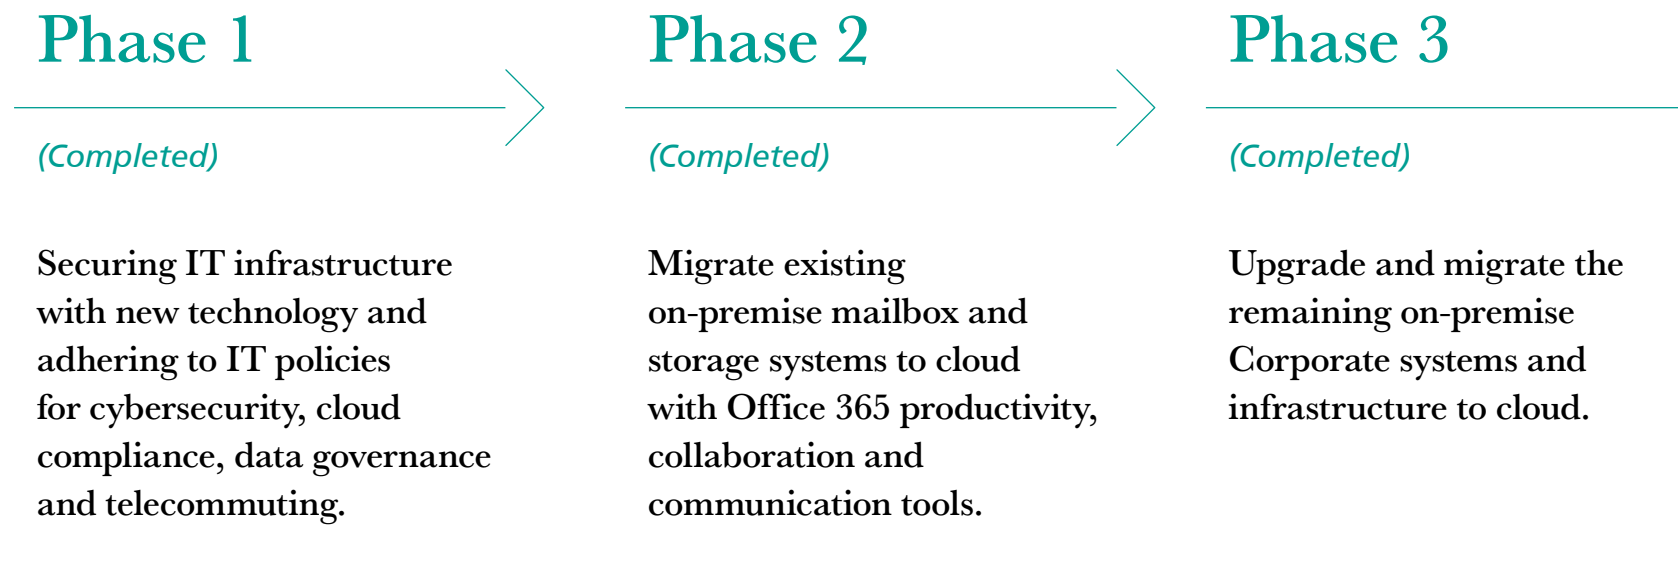 Phase 1
(Completed)
Securing IT infrastructure
with new technology and
adhering to IT policies
for cybersecurity, cloud
compliance, data governance
and telecommuting.
Phase 2
(Completed)
Migrate existing
on-premise mailbox and
storage systems to cloud
with Office 365 productivity,
collaboration and
communication tools.
Phase 3
(Completed)
Upgrade and migrate the
remaining on-premise
Corporate systems and
infrastructure to cloud.